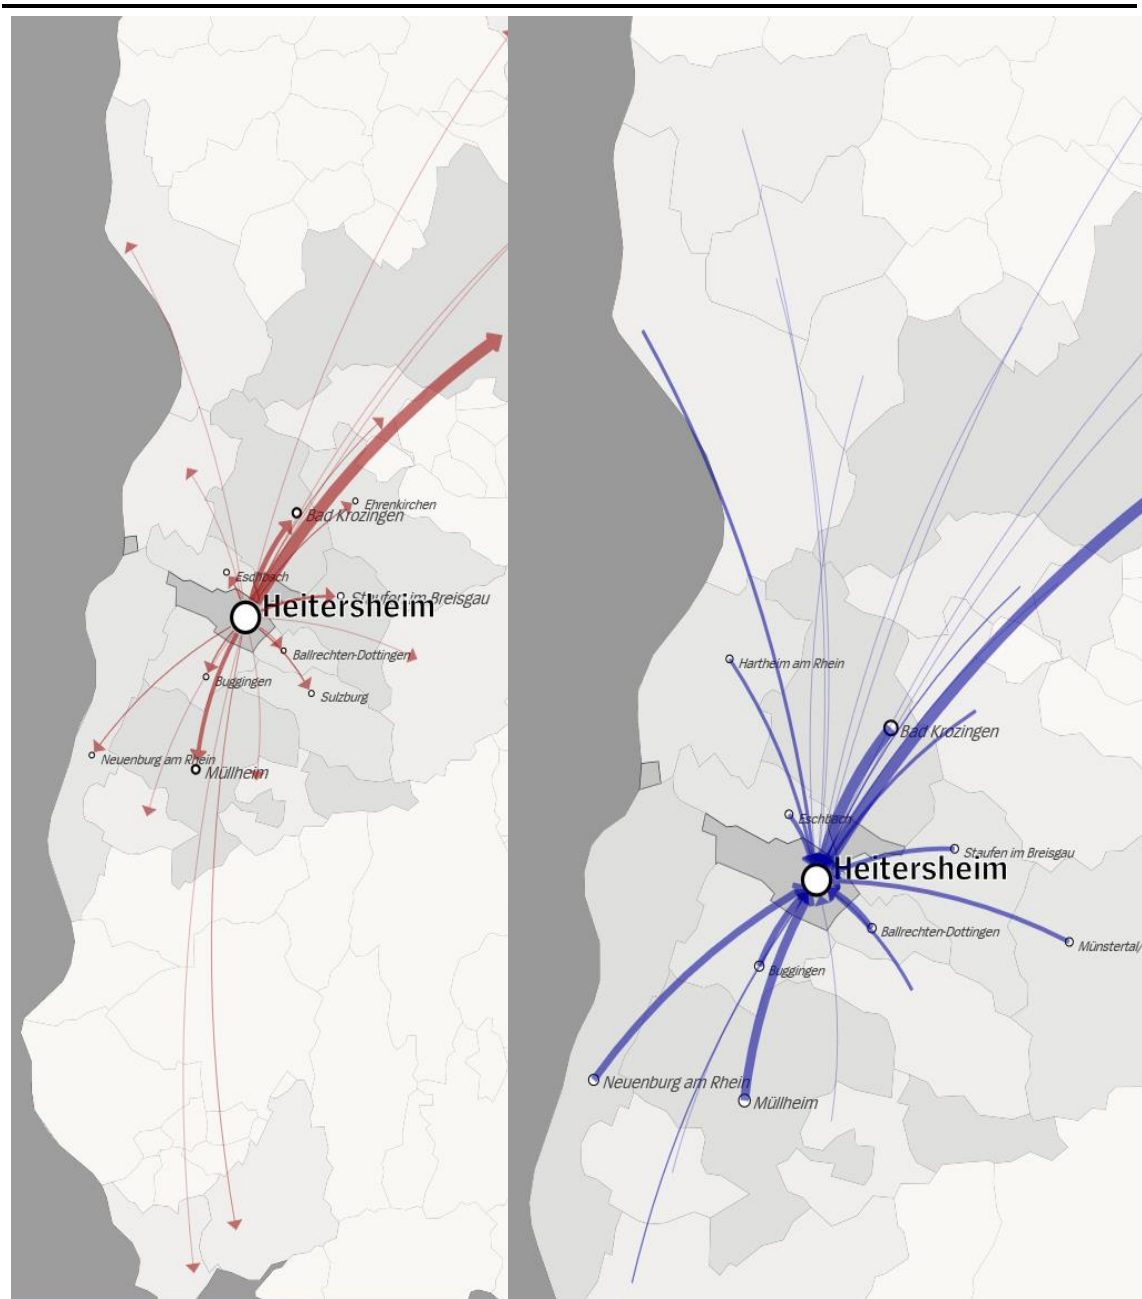 Ehrenkirchen
Bad Krozingen
Eschbach
Staufen im Breisgau
Heitersheim
Ballrechten-Dottingen
Buggingen
Sulzburg
Neuenburg am Rhein
Müllheim
Hartheim am Rhein
Bad Krozingen
Eschbach
Staufen im Breisgau
Heitersheim
Ballrechten-Dottingen
Münstertal/
Buggingen
Neuenburg am Rhein
Müllheim